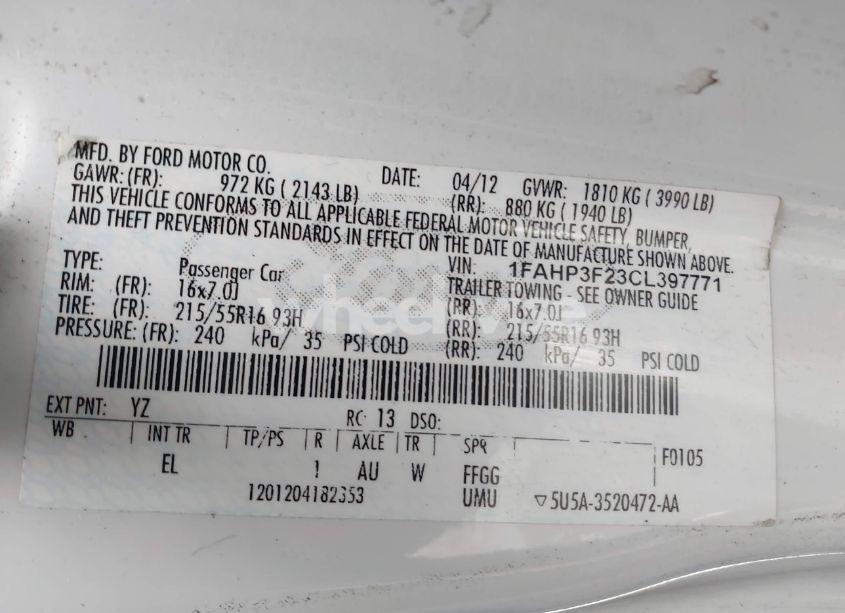 MFD. BY FORD MOTOR CO. DATE: 04/12 GVWR: 1810 KG ( 3990 LB)
GAWR: (FR): 972 KG ( 2143 LB) (RR): 880 KG ( 1940 LB)
THIS VEHICLE CONFORMS TO ALL APPLICABLE FEDERAL MOTOR VEHICLE SAFETY, BUMPER,
AND THEFT PREVENTION STANDARDS IN EFFECT ON THE DATE OF MANUFACTURE SHOWN ABOVE.
VIN: 1FAHP3F23CL397771
TYPE: Passenger Car TRAILER TOWING - SEE OWNER GUIDE
RIM: (FR): 16x7.0J (RR): 16x7.0J
TIRE: (FR): 215/55R16 93H (RR): 215/55R16 93H
PRESSURE: (FR): 240 kPa/ 35 PSI COLD (RR): 240 kPa/ 35 PSI COLD
EXT PNT: YZ RC: 13 DSO:
WB INT TR TP/PS R AXLE TR SPR F0105
EL 1 AU W FFGG
1201204182353 UMU ▽5U5A-3520472-AA